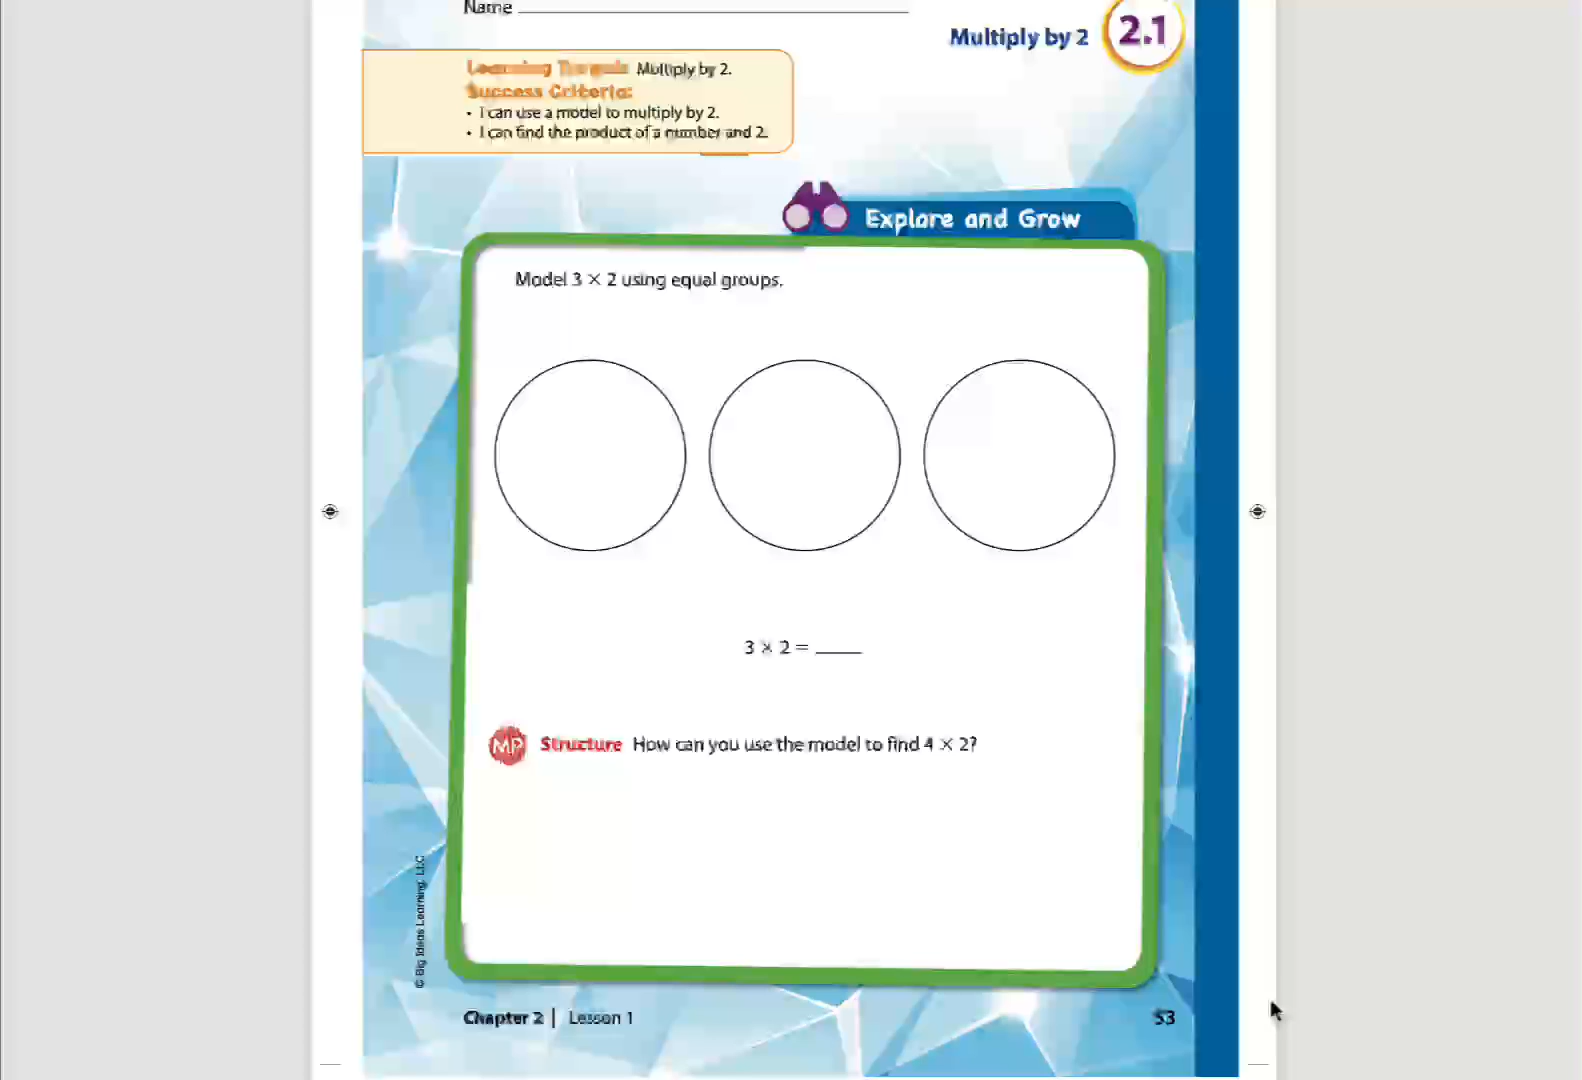 Name
Multiply by 2
2.1
Learning Target: Multiply by 2.
Success Criteria:
• I can use a model to multiply by 2.
• I can find the product of a number and 2.
Explore and Grow
Model 3 × 2 using equal groups.
3 × 2 = ____
MP Structure How can you use the model to find 4 × 2?
© Big Ideas Learning, LLC
Chapter 2 | Lesson 1
53